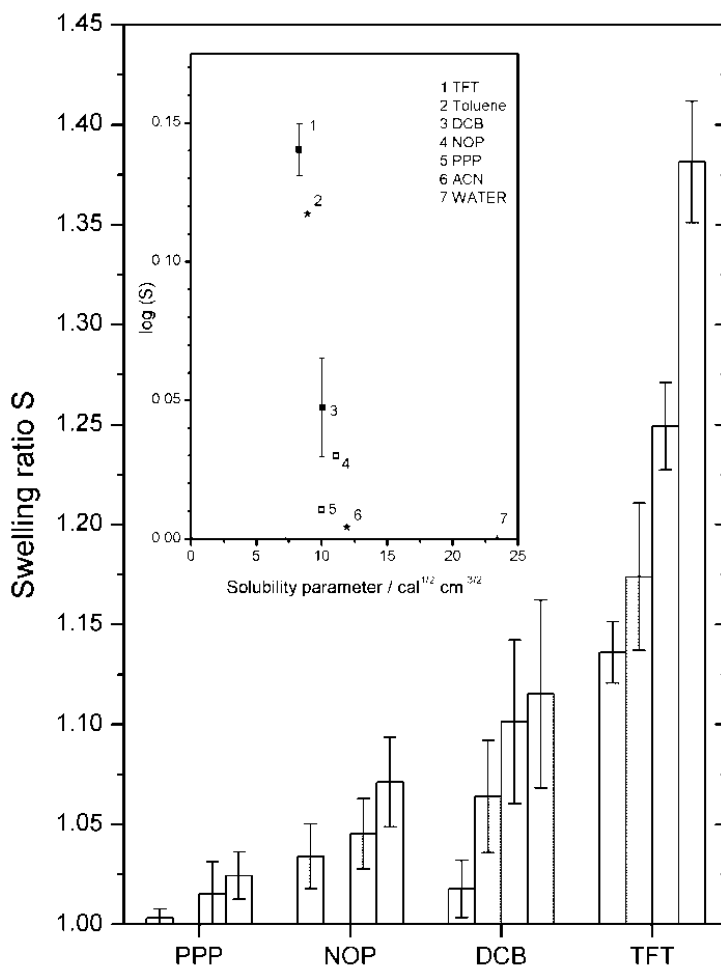 1.45
1.40
1.35
1.30
1.25
1.20
1.15
1.10
1.05
1.00
Swelling ratio S
PPP NOP DCB TFT
0.15
0.10
0.05
0.00
log (S)
0 5 10 15 20 25
Solubility parameter / cal^1/2 cm^3/2
1 TFT
2 Toluene
3 DCB
4 NOP
5 PPP
6 ACN
7 WATER
1
2
3
4
5
6
7